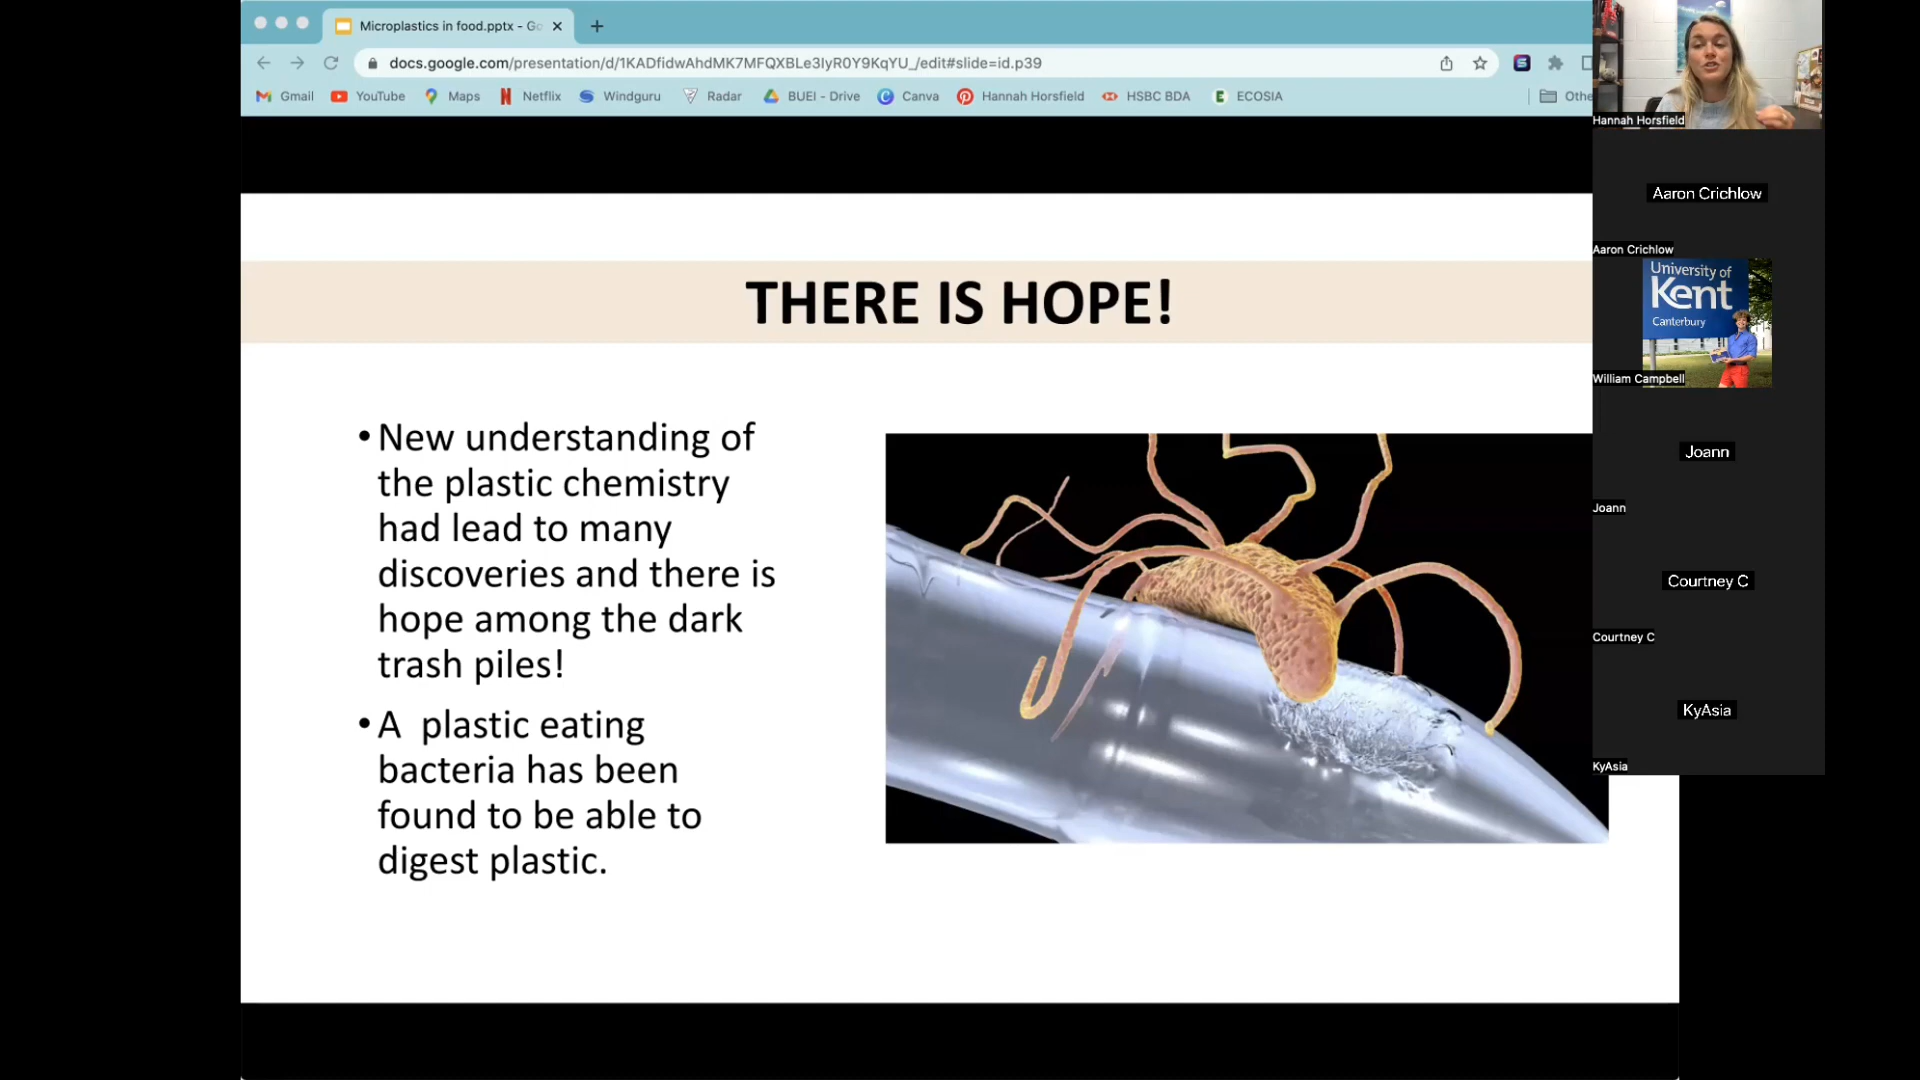 Microplastics in food.pptx - Go
docs.google.com/presentation/d/1KADfidwAhdMK7MFQXBLe3IyR0Y9KqYU_/edit#slide=id.p39
Gmail YouTube Maps Netflix Windguru Radar BUEI - Drive Canva Hannah Horsfield HSBC BDA ECOSIA Othe
THERE IS HOPE!
• New understanding of
the plastic chemistry
had lead to many
discoveries and there is
hope among the dark
trash piles!
• A plastic eating
bacteria has been
found to be able to
digest plastic.
Hannah Horsfield
Aaron Crichlow
Aaron Crichlow
University of
Kent
Canterbury
William Campbell
Joann
Joann
Courtney C
Courtney C
KyAsia
KyAsia